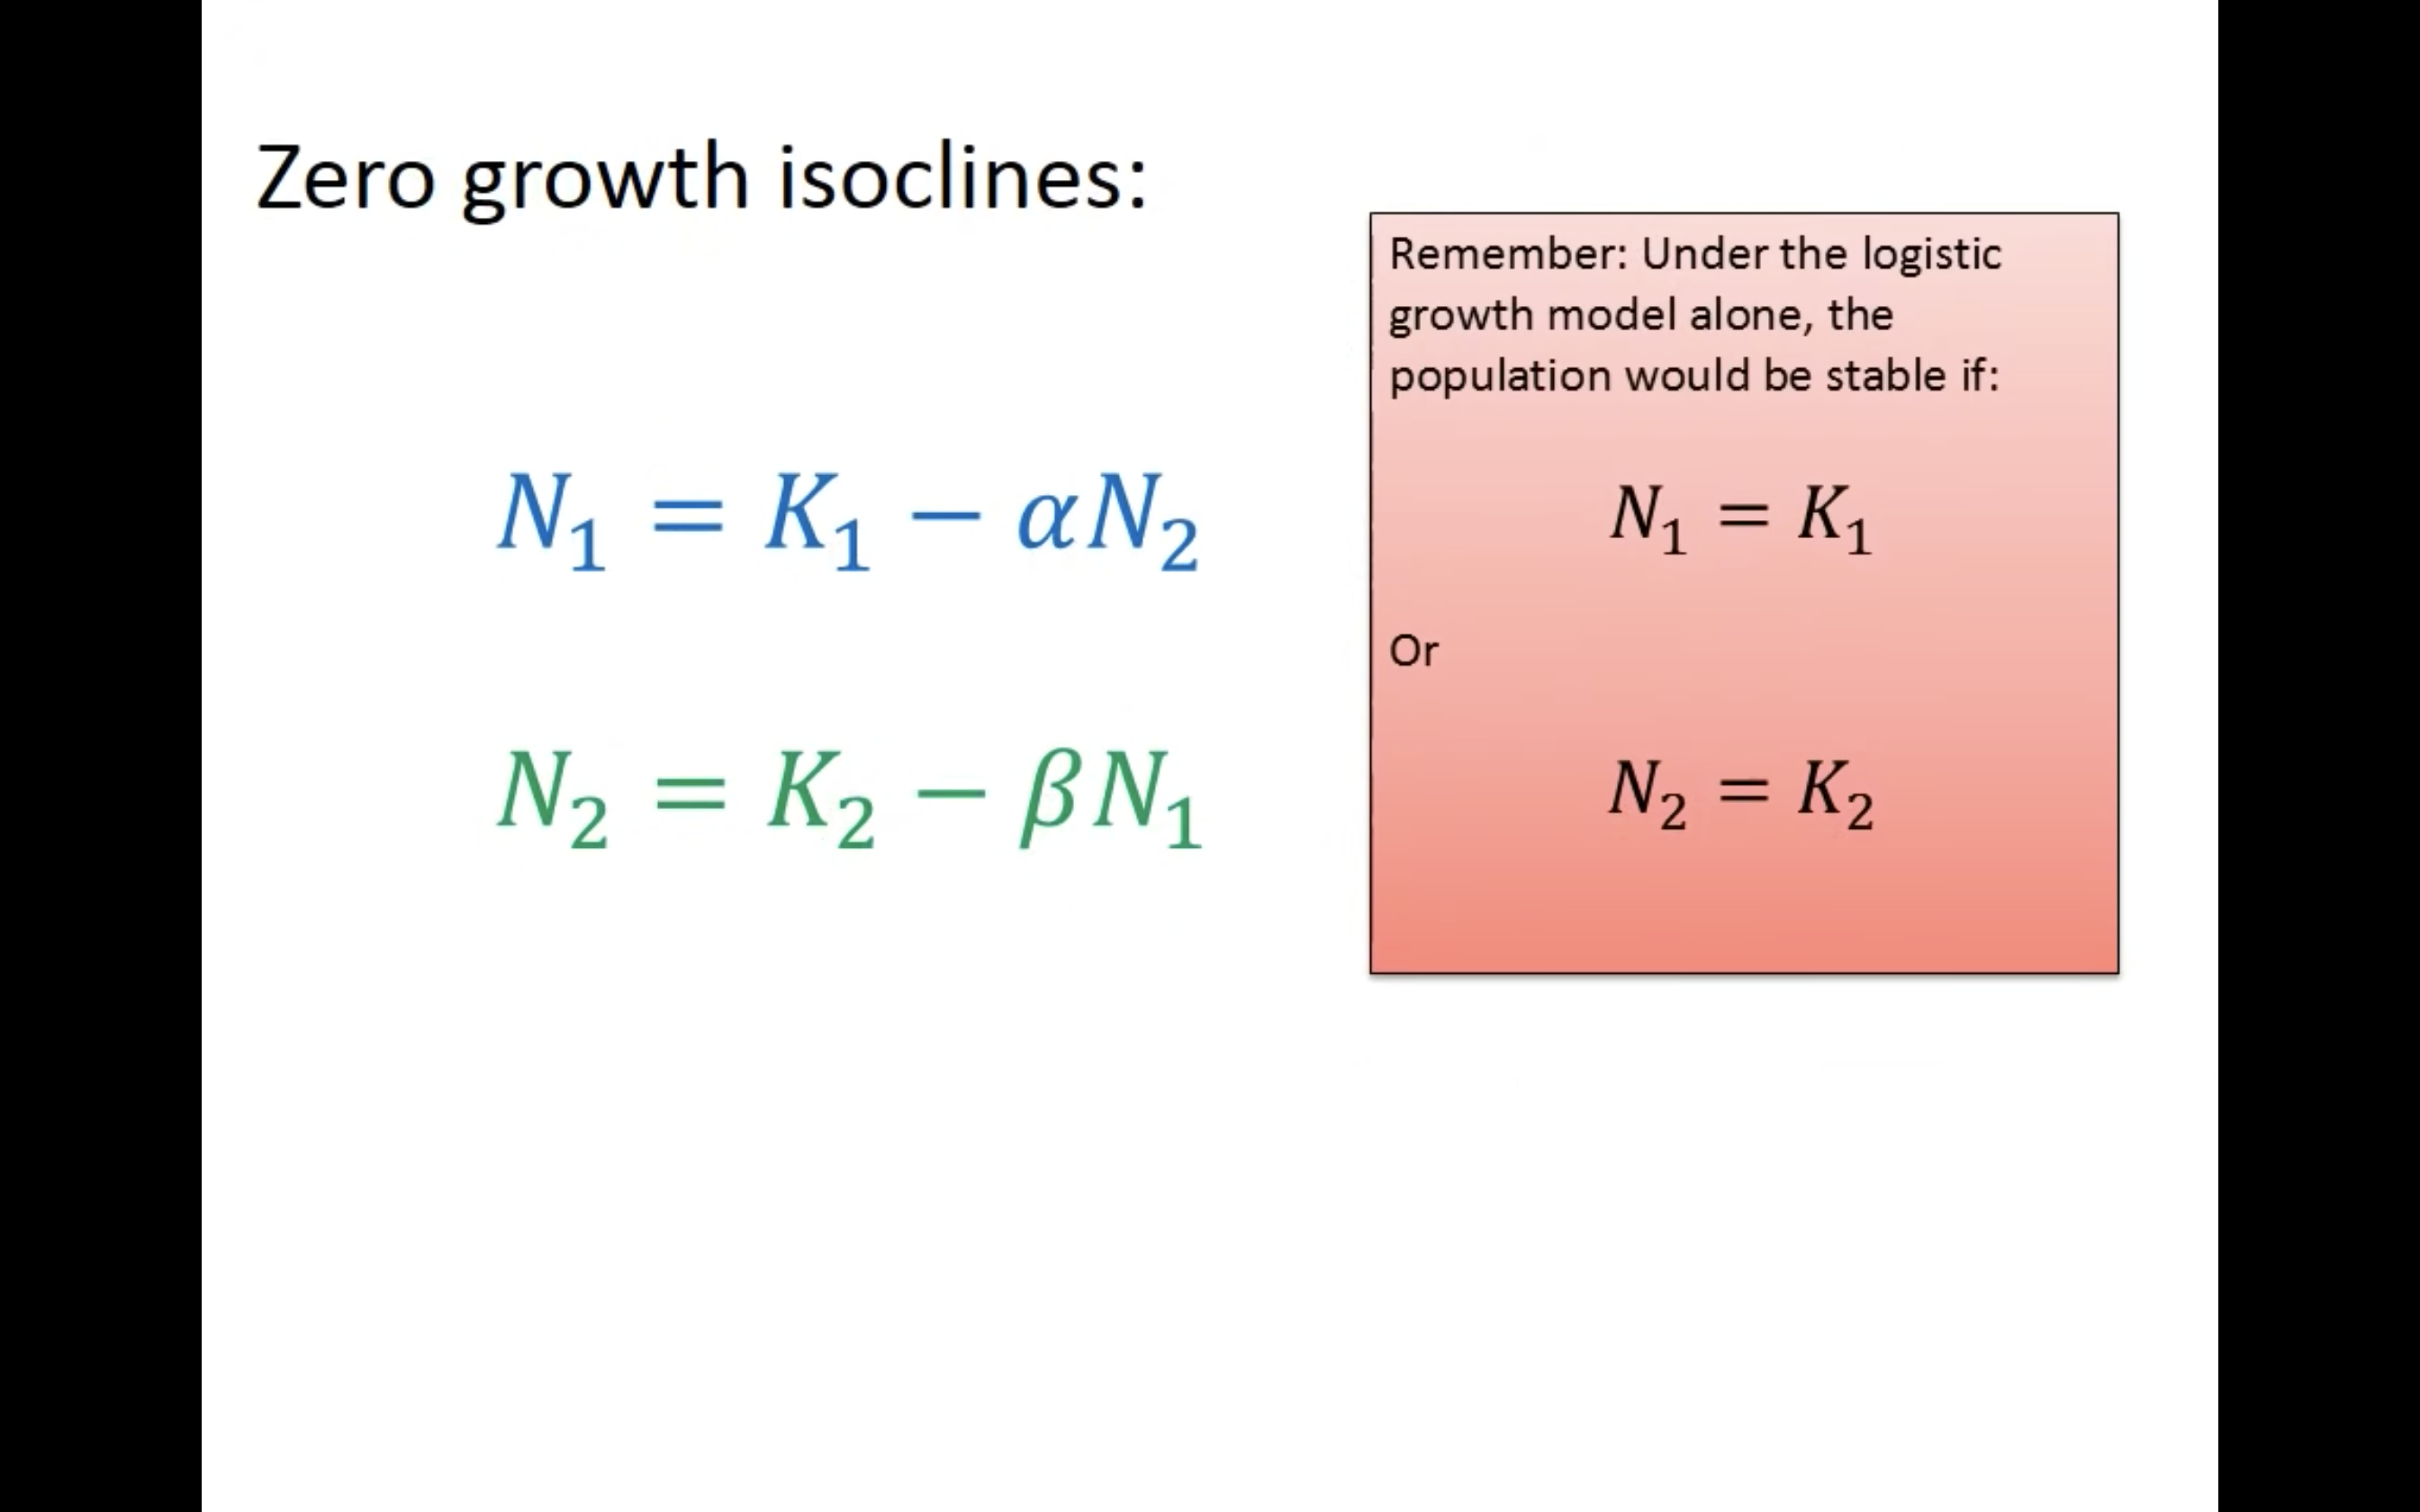 Zero growth isoclines:
N₁ = K₁ − αN₂
N₂ = K₂ − βN₁
Remember: Under the logistic
growth model alone, the
population would be stable if:
N₁ = K₁
Or
N₂ = K₂